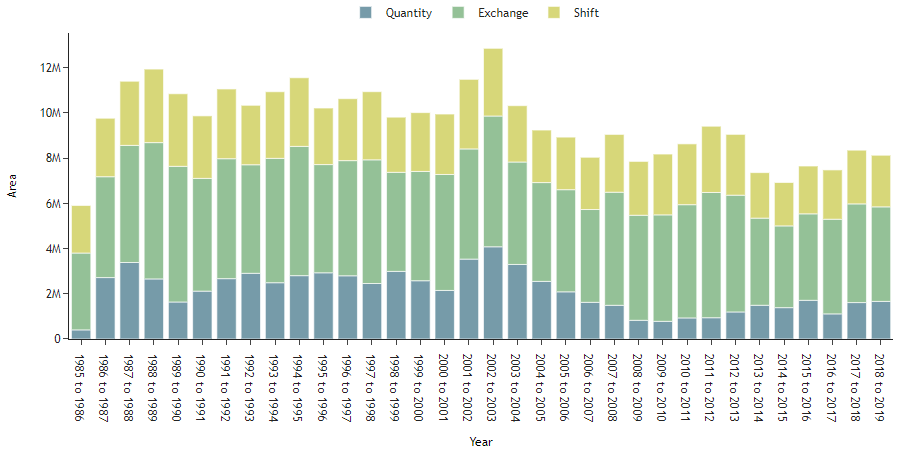 Quantity Exchange Shift
12M
10M
8M
6M
4M
2M
0
Area
1985 to 1986
1986 to 1987
1987 to 1988
1988 to 1989
1989 to 1990
1990 to 1991
1991 to 1992
1992 to 1993
1993 to 1994
1994 to 1995
1995 to 1996
1996 to 1997
1997 to 1998
1998 to 1999
1999 to 2000
2000 to 2001
2001 to 2002
2002 to 2003
2003 to 2004
2004 to 2005
2005 to 2006
2006 to 2007
2007 to 2008
2008 to 2009
2009 to 2010
2010 to 2011
2011 to 2012
2012 to 2013
2013 to 2014
2014 to 2015
2015 to 2016
2016 to 2017
2017 to 2018
2018 to 2019
Year